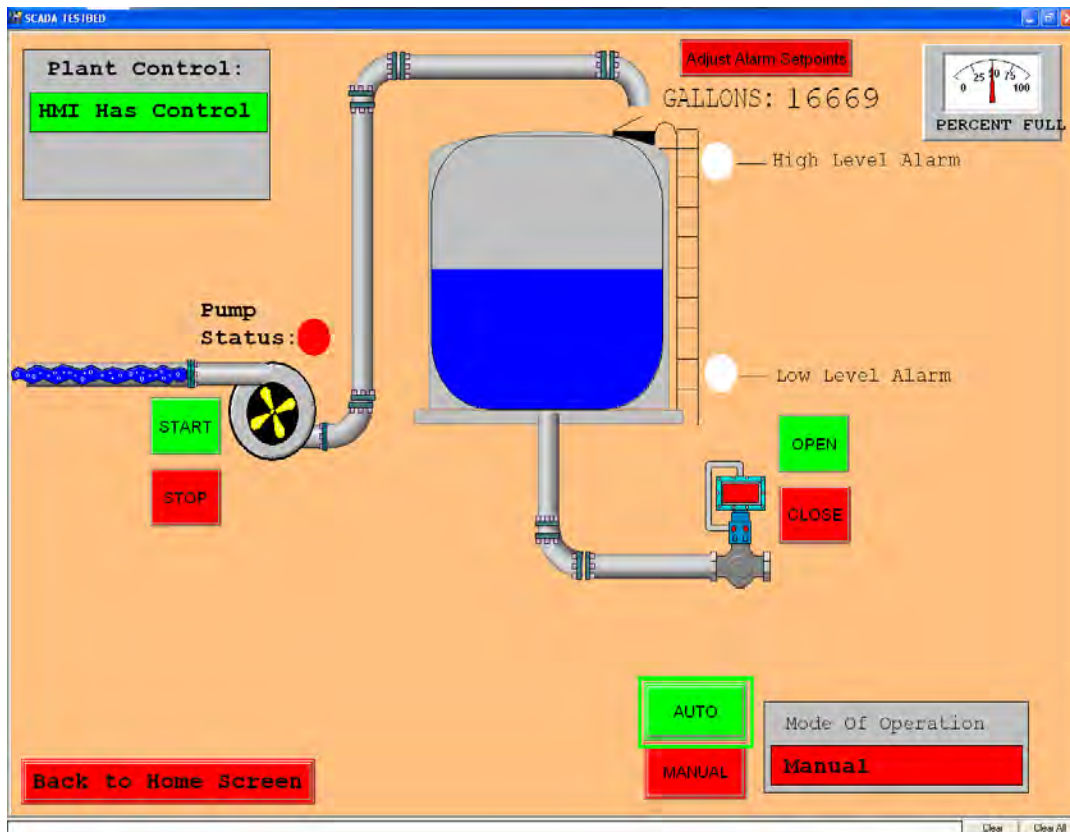 SCADA TESTBED
Plant Control:
HMI Has Control
Adjust Alarm Setpoints
GALLONS: 16669
0 25 50 75 100
PERCENT FULL
High Level Alarm
Pump
Status:
Low Level Alarm
START
STOP
OPEN
CLOSE
AUTO
MANUAL
Mode Of Operation
Manual
Back to Home Screen
Clear
Clear All